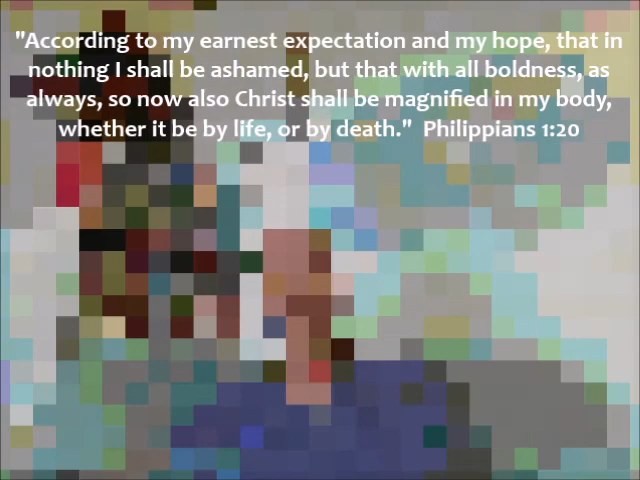 "According to my earnest expectation and my hope, that in
nothing I shall be ashamed, but that with all boldness, as
always, so now also Christ shall be magnified in my body,
whether it be by life, or by death."  Philippians 1:20